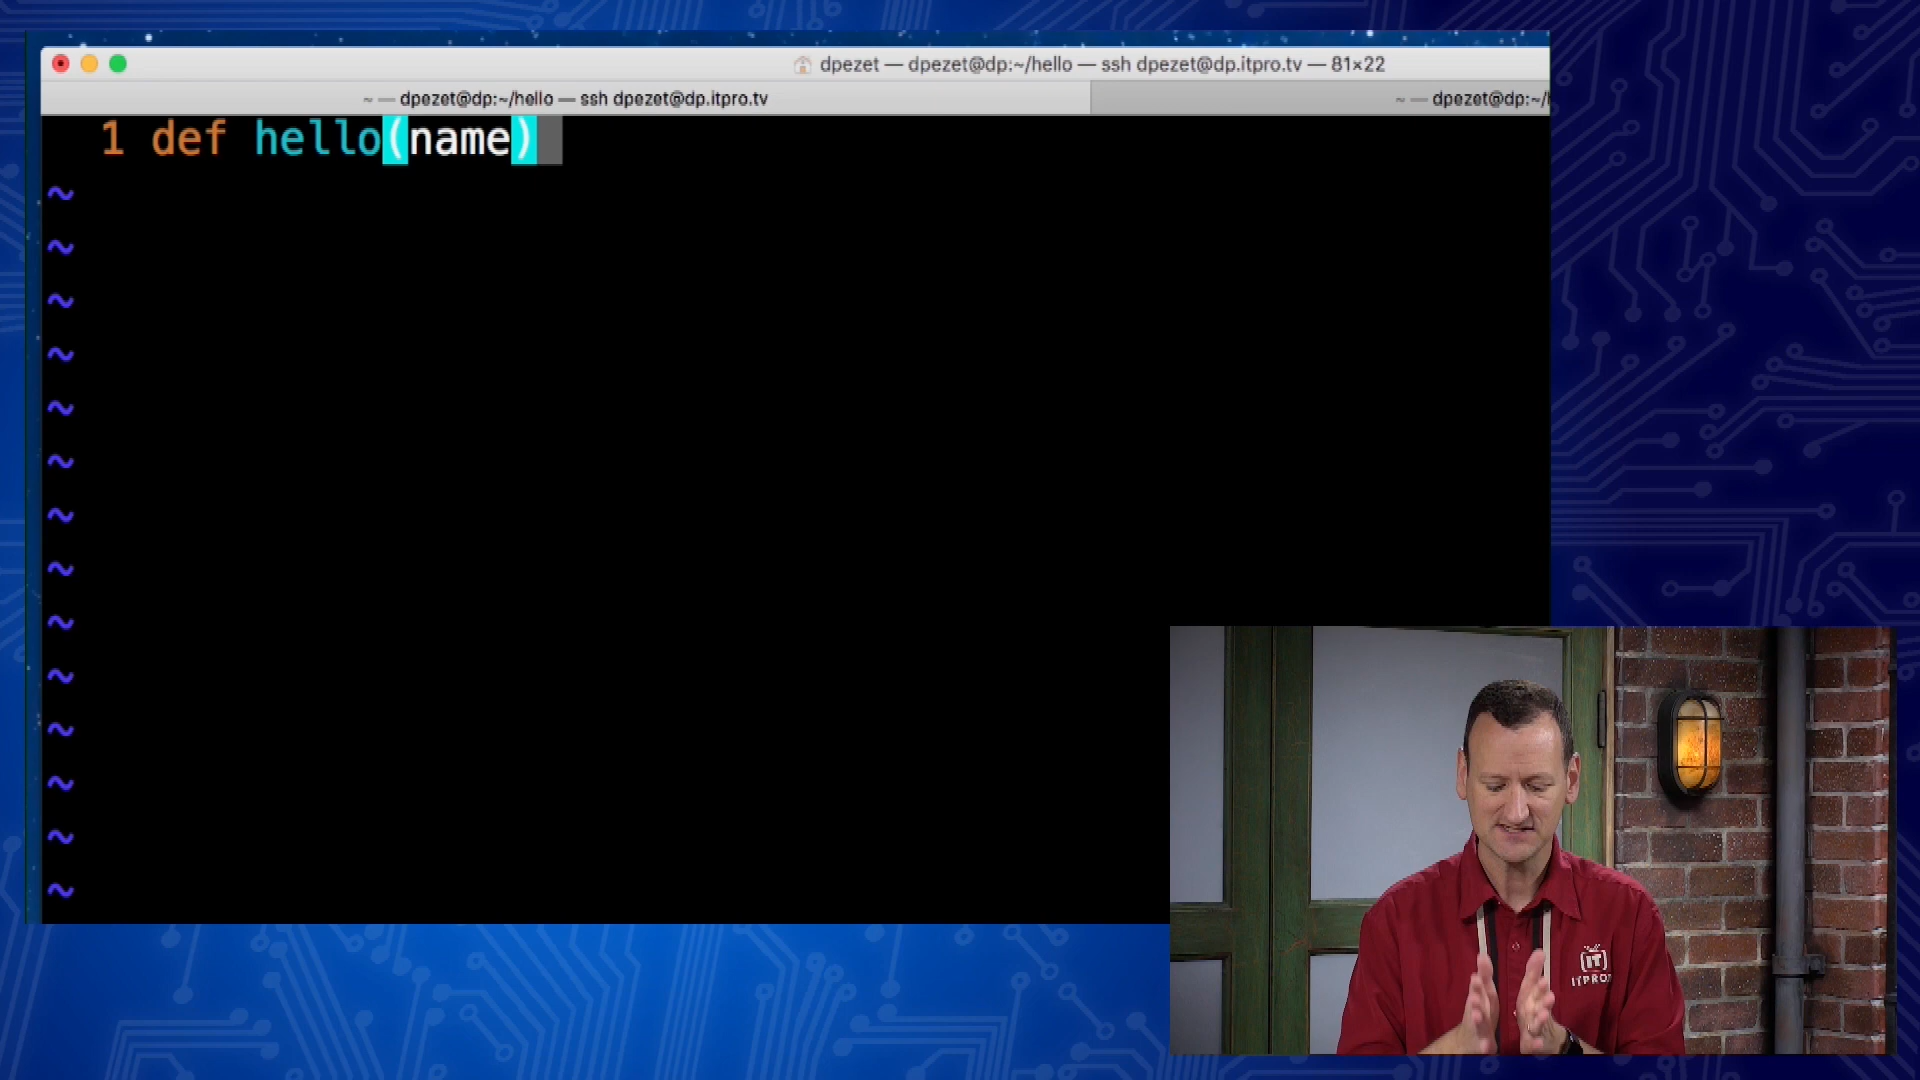 dpezet — dpezet@dp:~/hello — ssh dpezet@dp.itpro.tv — 81×22
~ — dpezet@dp:~/hello — ssh dpezet@dp.itpro.tv
~ — dpezet@dp:~/
1 def hello(name)
~
~
~
~
~
~
~
~
~
~
~
~
~
~
IT
ITPRO